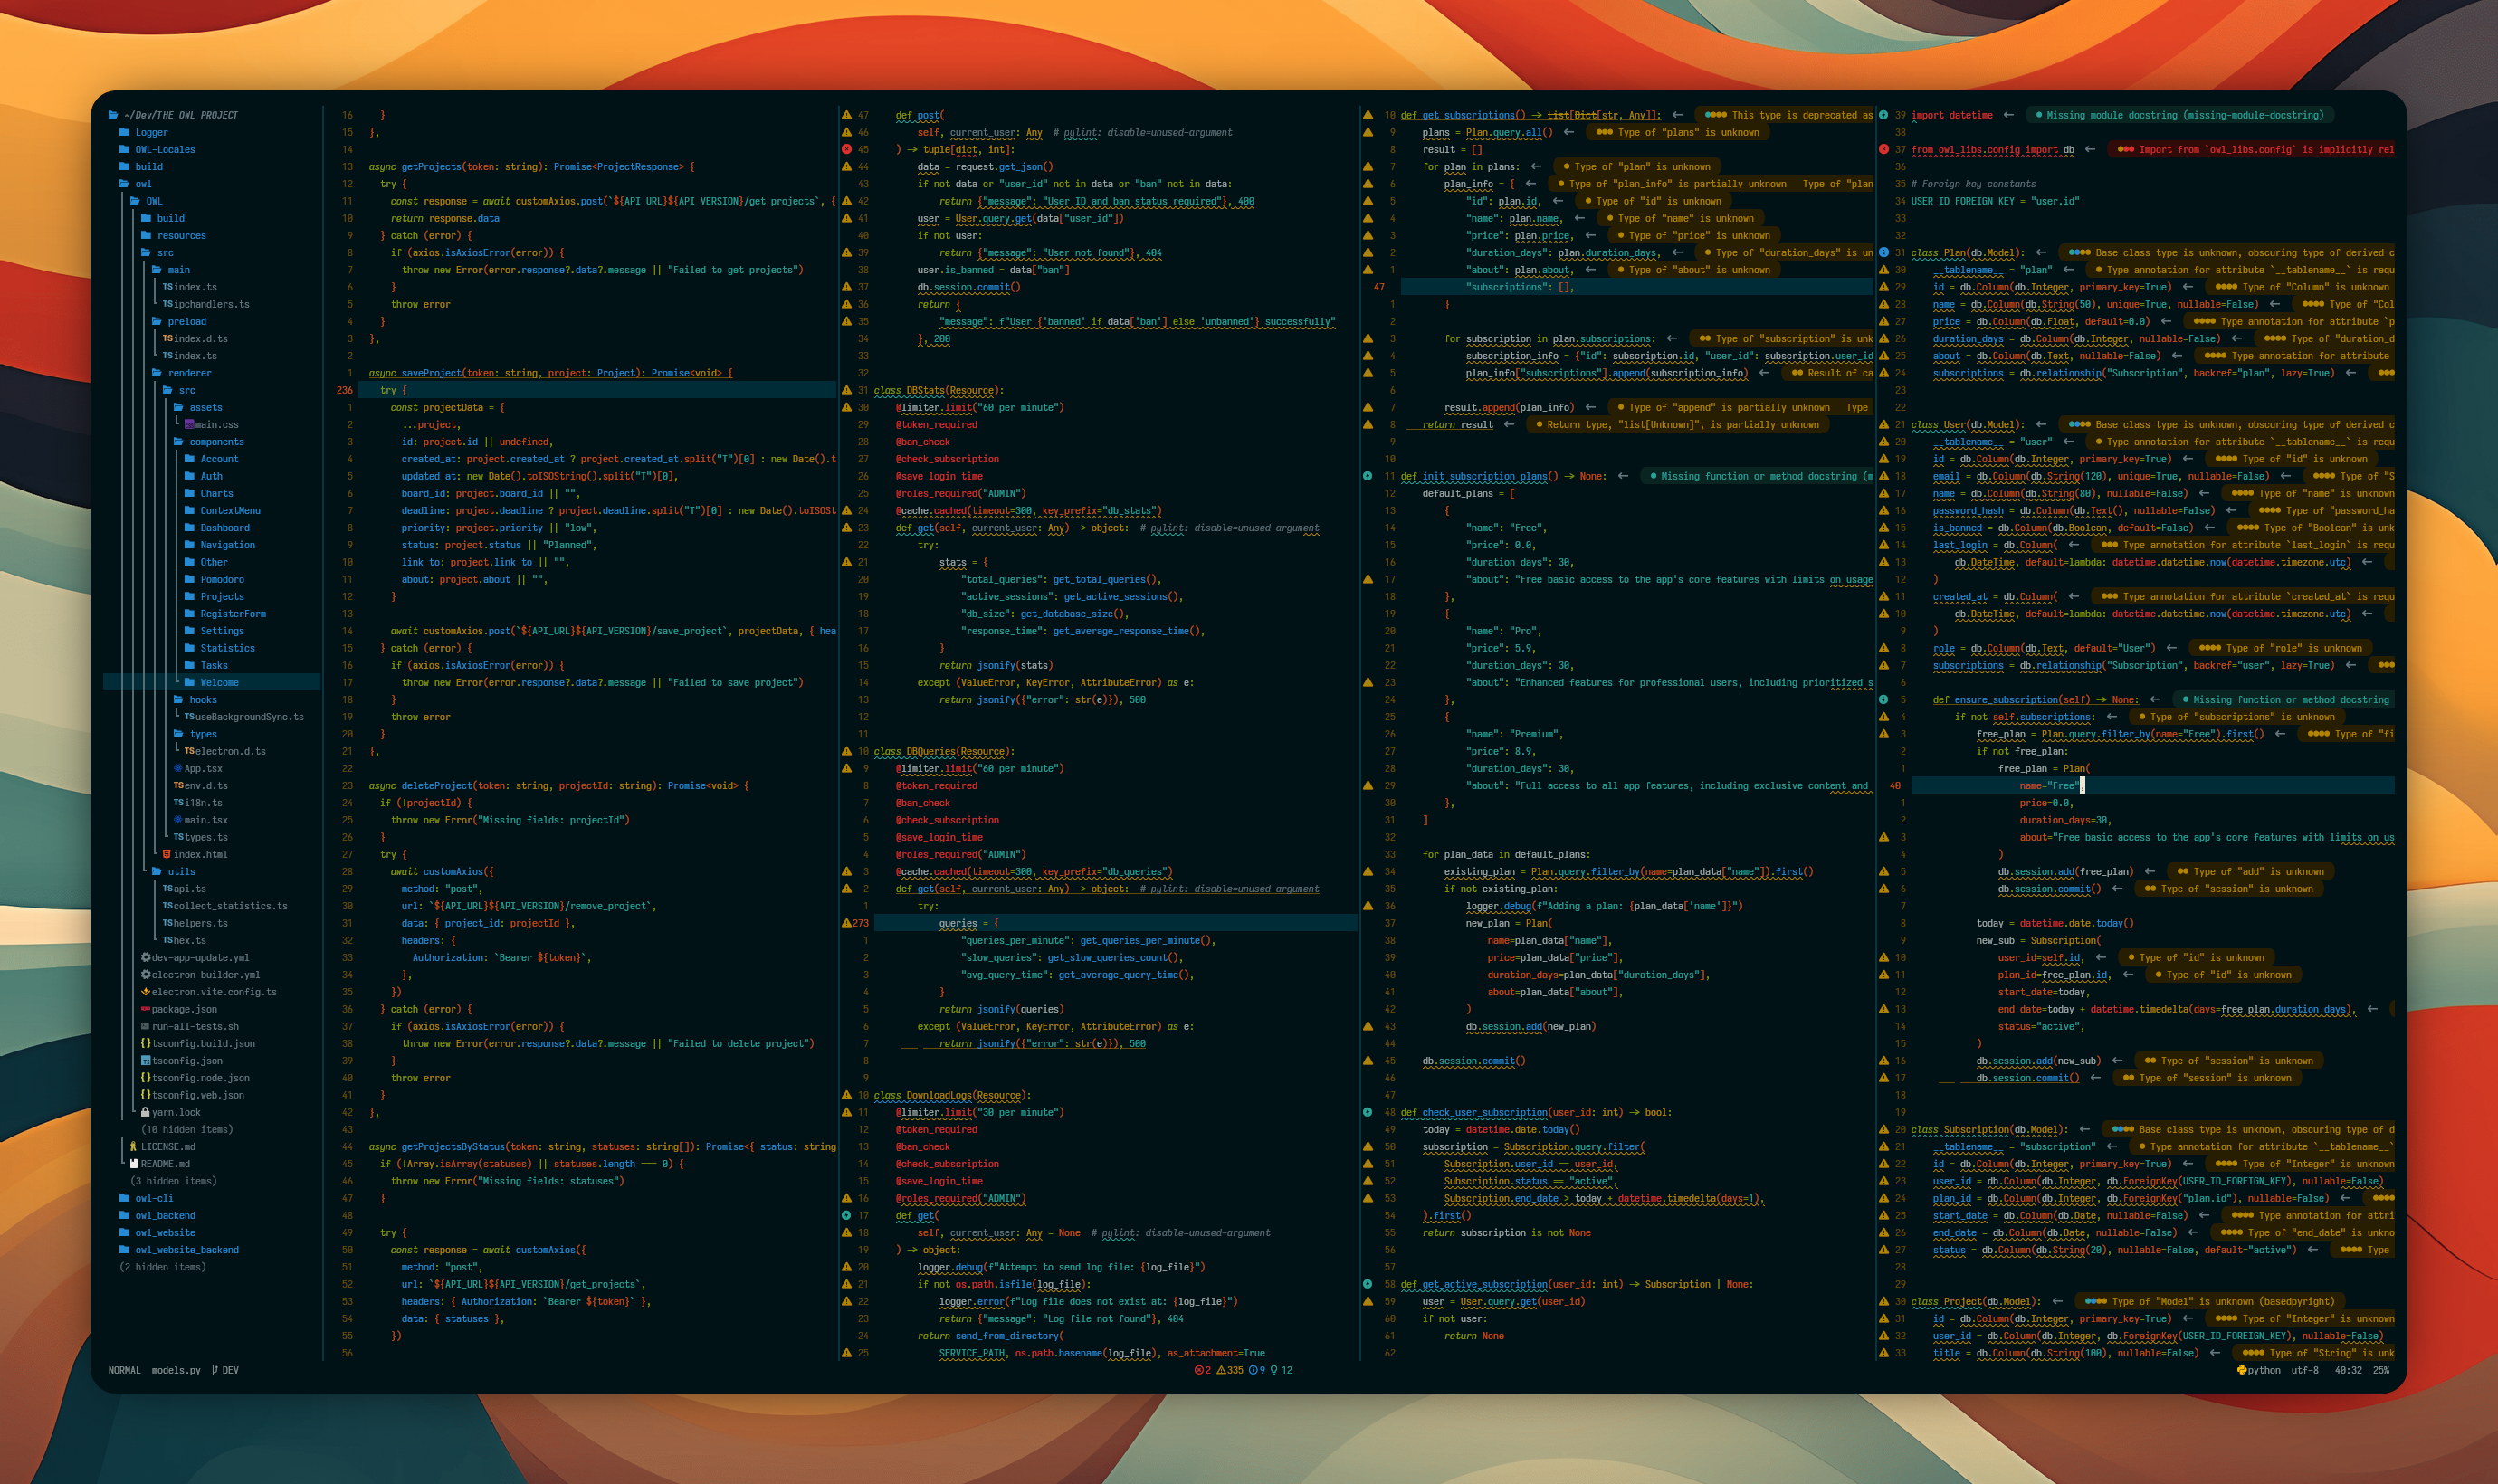 ~/Dev/THE_OWL_PROJECT
Logger
OWL-Locales
build
owl
OWL
build
resources
src
main
TS index.ts
TS ipchandlers.ts
preload
TS index.d.ts
TS index.ts
renderer
src
assets
main.css
components
Account
Auth
Charts
ContextMenu
Dashboard
Navigation
Other
Pomodoro
Projects
RegisterForm
Settings
Statistics
Tasks
Welcome
hooks
TS useBackgroundSync.ts
types
TS electron.d.ts
App.tsx
TS env.d.ts
TS i18n.ts
main.tsx
TS types.ts
index.html
utils
TS api.ts
TS collect_statistics.ts
TS helpers.ts
TS hex.ts
dev-app-update.yml
electron-builder.yml
electron.vite.config.ts
package.json
run-all-tests.sh
{} tsconfig.build.json
tsconfig.json
{} tsconfig.node.json
{} tsconfig.web.json
yarn.lock
(10 hidden items)
LICENSE.md
README.md
(3 hidden items)
owl-cli
owl_backend
owl_website
owl_website_backend
(2 hidden items)
16 }
15 },
14
13 async getProjects(token: string): Promise<ProjectResponse> {
12 try {
11 const response = await customAxios.post(`${API_URL}${API_VERSION}/get_projects`, {
10 return response.data
9 } catch (error) {
8 if (axios.isAxiosError(error)) {
7 throw new Error(error.response?.data?.message || "Failed to get projects")
6 }
5 throw error
4 }
3 },
2
1 async saveProject(token: string, project: Project): Promise<void> {
236 try {
1 const projectData = {
2 ...project,
3 id: project.id || undefined,
4 created_at: project.created_at ? project.created_at.split("T")[0] : new Date().t
5 updated_at: new Date().toISOString().split("T")[0],
6 board_id: project.board_id || "",
7 deadline: project.deadline ? project.deadline.split("T")[0] : new Date().toISOSt
8 priority: project.priority || "low",
9 status: project.status || "Planned",
10 link_to: project.link_to || "",
11 about: project.about || "",
12 }
13
14 await customAxios.post(`${API_URL}${API_VERSION}/save_project`, projectData, { hea
15 } catch (error) {
16 if (axios.isAxiosError(error)) {
17 throw new Error(error.response?.data?.message || "Failed to save project")
18 }
19 throw error
20 }
21 },
22
23 async deleteProject(token: string, projectId: string): Promise<void> {
24 if (!projectId) {
25 throw new Error("Missing fields: projectId")
26 }
27 try {
28 await customAxios({
29 method: "post",
30 url: `${API_URL}${API_VERSION}/remove_project`,
31 data: { project_id: projectId },
32 headers: {
33 Authorization: `Bearer ${token}`,
34 },
35 })
36 } catch (error) {
37 if (axios.isAxiosError(error)) {
38 throw new Error(error.response?.data?.message || "Failed to delete project")
39 }
40 throw error
41 }
42 },
43
44 async getProjectsByStatus(token: string, statuses: string[]): Promise<{ status: string
45 if (!Array.isArray(statuses) || statuses.length === 0) {
46 throw new Error("Missing fields: statuses")
47 }
48
49 try {
50 const response = await customAxios({
51 method: "post",
52 url: `${API_URL}${API_VERSION}/get_projects`,
53 headers: { Authorization: `Bearer ${token}` },
54 data: { statuses },
55 })
56
47 def post(
46 self, current_user: Any # pylint: disable=unused-argument
45 ) -> tuple[dict, int]:
44 data = request.get_json()
43 if not data or "user_id" not in data or "ban" not in data:
42 return {"message": "User ID and ban status required"}, 400
41 user = User.query.get(data["user_id"])
40 if not user:
39 return {"message": "User not found"}, 404
38 user.is_banned = data["ban"]
37 db.session.commit()
36 return {
35 "message": f"User {'banned' if data['ban'] else 'unbanned'} successfully"
34 }, 200
33
32
31 class DBStats(Resource):
30 @limiter.limit("60 per minute")
29 @token_required
28 @ban_check
27 @check_subscription
26 @save_login_time
25 @roles_required("ADMIN")
24 @cache.cached(timeout=300, key_prefix="db_stats")
23 def get(self, current_user: Any) -> object: # pylint: disable=unused-argument
22 try:
21 stats = {
20 "total_queries": get_total_queries(),
19 "active_sessions": get_active_sessions(),
18 "db_size": get_database_size(),
17 "response_time": get_average_response_time(),
16 }
15 return jsonify(stats)
14 except (ValueError, KeyError, AttributeError) as e:
13 return jsonify({"error": str(e)}), 500
12
11
10 class DBQueries(Resource):
9 @limiter.limit("60 per minute")
8 @token_required
7 @ban_check
6 @check_subscription
5 @save_login_time
4 @roles_required("ADMIN")
3 @cache.cached(timeout=300, key_prefix="db_queries")
2 def get(self, current_user: Any) -> object: # pylint: disable=unused-argument
1 try:
273 queries = {
1 "queries_per_minute": get_queries_per_minute(),
2 "slow_queries": get_slow_queries_count(),
3 "avg_query_time": get_average_query_time(),
4 }
5 return jsonify(queries)
6 except (ValueError, KeyError, AttributeError) as e:
7 return jsonify({"error": str(e)}), 500
8
9
10 class DownloadLogs(Resource):
11 @limiter.limit("30 per minute")
12 @token_required
13 @ban_check
14 @check_subscription
15 @save_login_time
16 @roles_required("ADMIN")
17 def get(
18 self, current_user: Any = None # pylint: disable=unused-argument
19 ) -> object:
20 logger.debug(f"Attempt to send log file: {log_file}")
21 if not os.path.isfile(log_file):
22 logger.error(f"Log file does not exist at: {log_file}")
23 return {"message": "Log file not found"}, 404
24 return send_from_directory(
25 SERVICE_PATH, os.path.basename(log_file), as_attachment=True
10 def get_subscriptions() -> List[Dict[str, Any]]: ← This type is deprecated as
9 plans = Plan.query.all() ← Type of "plans" is unknown
8 result = []
7 for plan in plans: ← Type of "plan" is unknown
6 plan_info = { ← Type of "plan_info" is partially unknown Type of "plan
5 "id": plan.id, ← Type of "id" is unknown
4 "name": plan.name, ← Type of "name" is unknown
3 "price": plan.price, ← Type of "price" is unknown
2 "duration_days": plan.duration_days, ← Type of "duration_days" is un
1 "about": plan.about, ← Type of "about" is unknown
47 "subscriptions": [],
1 }
2
3 for subscription in plan.subscriptions: ← Type of "subscription" is unk
4 subscription_info = {"id": subscription.id, "user_id": subscription.user_id
5 plan_info["subscriptions"].append(subscription_info) ← Result of ca
7 result.append(plan_info) ← Type of "append" is partially unknown Type
8 return result ← Return type, "list[Unknown]", is partially unknown
9
10
11 def init_subscription_plans() -> None: ← Missing function or method docstring (m
12 default_plans = [
13 {
14 "name": "Free",
15 "price": 0.0,
16 "duration_days": 30,
17 "about": "Free basic access to the app's core features with limits on usage
18 },
19 {
20 "name": "Pro",
21 "price": 5.9,
22 "duration_days": 30,
23 "about": "Enhanced features for professional users, including prioritized s
24 },
25 {
26 "name": "Premium",
27 "price": 8.9,
28 "duration_days": 30,
29 "about": "Full access to all app features, including exclusive content and
30 },
31 ]
32
33 for plan_data in default_plans:
34 existing_plan = Plan.query.filter_by(name=plan_data["name"]).first()
35 if not existing_plan:
36 logger.debug(f"Adding a plan: {plan_data['name']}")
37 new_plan = Plan(
38 name=plan_data["name"],
39 price=plan_data["price"],
40 duration_days=plan_data["duration_days"],
41 about=plan_data["about"],
42 )
43 db.session.add(new_plan)
44
45 db.session.commit()
46
47
48 def check_user_subscription(user_id: int) -> bool:
49 today = datetime.date.today()
50 subscription = Subscription.query.filter(
51 Subscription.user_id == user_id,
52 Subscription.status == "active",
53 Subscription.end_date > today + datetime.timedelta(days=1),
54 ).first()
55 return subscription is not None
56
57
58 def get_active_subscription(user_id: int) -> Subscription | None:
59 user = User.query.get(user_id)
60 if not user:
61 return None
62
39 import datetime ← Missing module docstring (missing-module-docstring)
38
37 from owl_libs.config import db ← Import from `owl_libs.config` is implicitly rel
36
35 # Foreign key constants
34 USER_ID_FOREIGN_KEY = "user.id"
33
32
31 class Plan(db.Model): ← Base class type is unknown, obscuring type of derived c
30 __tablename__ = "plan" ← Type annotation for attribute `__tablename__` is requ
29 id = db.Column(db.Integer, primary_key=True) ← Type of "Column" is unknown
28 name = db.Column(db.String(50), unique=True, nullable=False) ← Type of "Col
27 price = db.Column(db.Float, default=0.0) ← Type annotation for attribute `p
26 duration_days = db.Column(db.Integer, nullable=False) ← Type of "duration_d
25 about = db.Column(db.Text, nullable=False) ← Type annotation for attribute
24 subscriptions = db.relationship("Subscription", backref="plan", lazy=True) ←
23
22
21 class User(db.Model): ← Base class type is unknown, obscuring type of derived c
20 __tablename__ = "user" ← Type annotation for attribute `__tablename__` is requ
19 id = db.Column(db.Integer, primary_key=True) ← Type of "id" is unknown
18 email = db.Column(db.String(120), unique=True, nullable=False) ← Type of "S
17 name = db.Column(db.String(80), nullable=False) ← Type of "name" is unknown
16 password_hash = db.Column(db.Text(), nullable=False) ← Type of "password_ha
15 is_banned = db.Column(db.Boolean, default=False) ← Type of "Boolean" is unk
14 last_login = db.Column( ← Type annotation for attribute `last_login` is requ
13 db.DateTime, default=lambda: datetime.datetime.now(datetime.timezone.utc) ←
12 )
11 created_at = db.Column( ← Type annotation for attribute `created_at` is requ
10 db.DateTime, default=lambda: datetime.datetime.now(datetime.timezone.utc) ←
9 )
8 role = db.Column(db.Text, default="User") ← Type of "role" is unknown
7 subscriptions = db.relationship("Subscription", backref="user", lazy=True) ←
6
5 def ensure_subscription(self) -> None: ← Missing function or method docstring
4 if not self.subscriptions: ← Type of "subscriptions" is unknown
3 free_plan = Plan.query.filter_by(name="Free").first() ← Type of "fi
2 if not free_plan:
1 free_plan = Plan(
40 name="Free",
1 price=0.0,
2 duration_days=30,
3 about="Free basic access to the app's core features with limits on us
4 )
5 db.session.add(free_plan) ← Type of "add" is unknown
6 db.session.commit() ← Type of "session" is unknown
7
8 today = datetime.date.today()
9 new_sub = Subscription(
10 user_id=self.id, ← Type of "id" is unknown
11 plan_id=free_plan.id, ← Type of "id" is unknown
12 start_date=today,
13 end_date=today + datetime.timedelta(days=free_plan.duration_days), ←
14 status="active",
15 )
16 db.session.add(new_sub) ← Type of "session" is unknown
17 db.session.commit() ← Type of "session" is unknown
18
19
20 class Subscription(db.Model): ← Base class type is unknown, obscuring type of d
21 __tablename__ = "subscription" ← Type annotation for attribute `__tablename__`
22 id = db.Column(db.Integer, primary_key=True) ← Type of "Integer" is unknown
23 user_id = db.Column(db.Integer, db.ForeignKey(USER_ID_FOREIGN_KEY), nullable=False)
24 plan_id = db.Column(db.Integer, db.ForeignKey("plan.id"), nullable=False) ←
25 start_date = db.Column(db.Date, nullable=False) ← Type annotation for attri
26 end_date = db.Column(db.Date, nullable=False) ← Type of "end_date" is unkno
27 status = db.Column(db.String(20), nullable=False, default="active") ← Type
28
29
30 class Project(db.Model): ← Type of "Model" is unknown (basedpyright)
31 id = db.Column(db.Integer, primary_key=True) ← Type of "Integer" is unknown
32 user_id = db.Column(db.Integer, db.ForeignKey(USER_ID_FOREIGN_KEY), nullable=False)
33 title = db.Column(db.String(100), nullable=False) ← Type of "String" is unk
NORMAL models.py DEV
2 335 9 12
python utf-8 40:32 25%